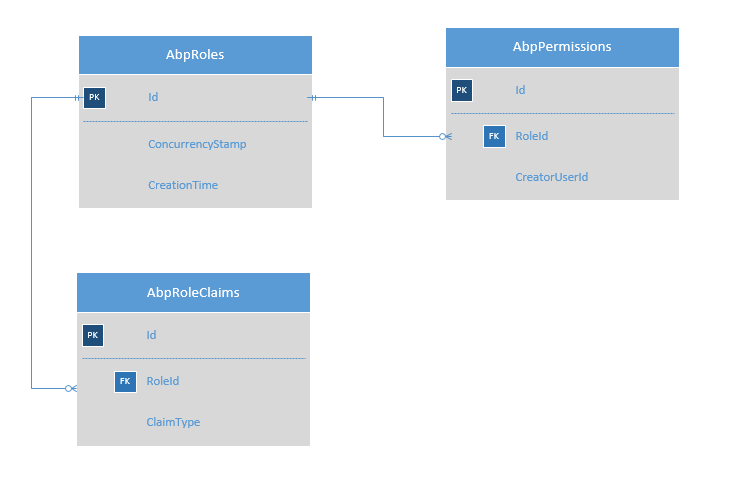 AbpRoles
PK Id
ConcurrencyStamp
CreationTime
AbpPermissions
PK Id
FK RoleId
CreatorUserId
AbpRoleClaims
PK Id
FK RoleId
ClaimType